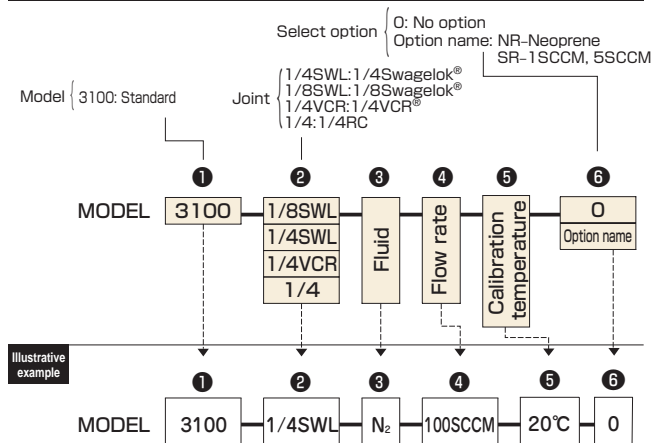 Select option
0: No option
Option name: NR-Neoprene
SR-1SCCM, 5SCCM
Model
3100: Standard
Joint
1/4SWL:1/4Swagelok®
1/8SWL:1/8Swagelok®
1/4VCR:1/4VCR®
1/4:1/4RC
❶ ❷ ❸ ❹ ❺ ❻
MODEL
3100
1/8SWL
1/4SWL
1/4VCR
1/4
Fluid
Flow rate
Calibration
temperature
0
Option name
Illustrative
example
❶ ❷ ❸ ❹ ❺ ❻
MODEL 3100 1/4SWL N₂ 100SCCM 20℃ 0